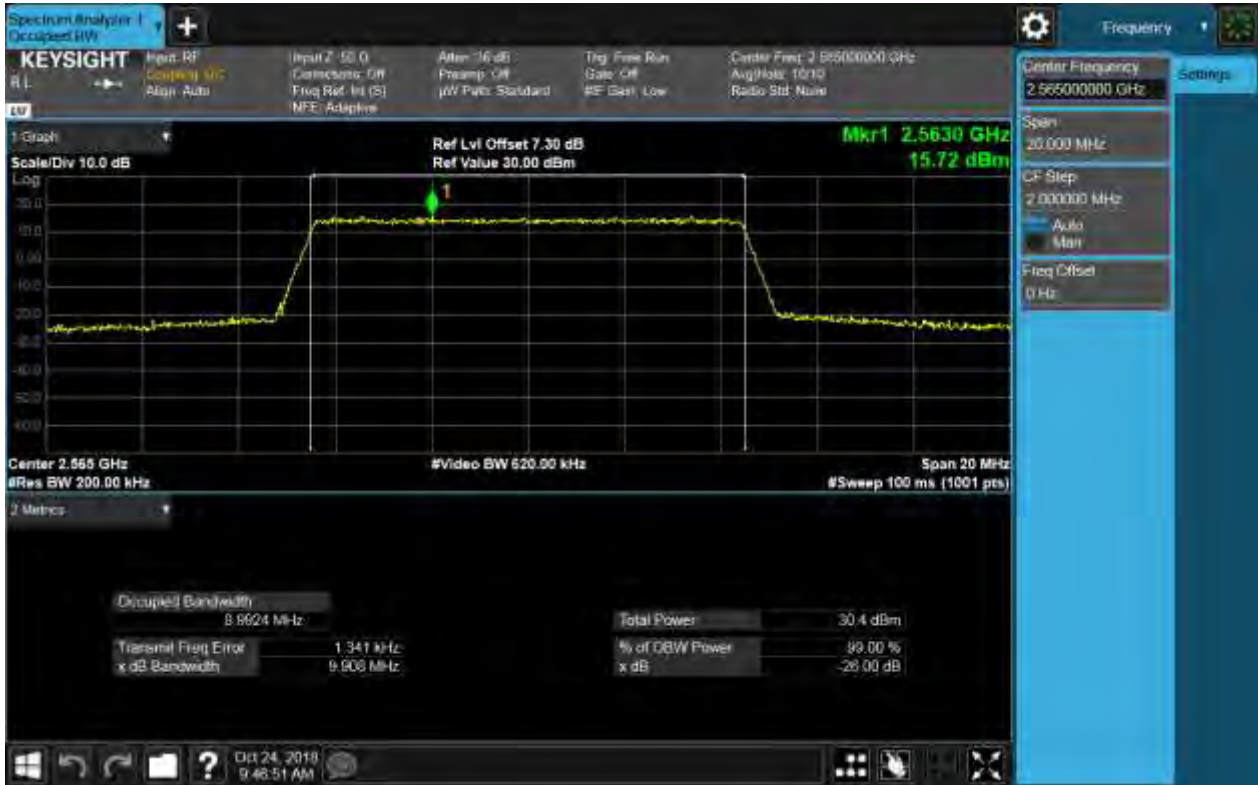 Spectrum Analyzer 1
Occupied BW
Frequency
KEYSIGHT
Input: RF
Input Z: 50 Ω
Atten: 36 dB
Trig: Free Run
Center Freq: 2.565000000 GHz
R L
Coupling: DC
Corrections: Off
Preamp: Off
Gate: Off
Avg|Hold: 10/10
Align: Auto
Freq Ref: Int (S)
µW Path: Standard
#IF Gain: Low
Radio Std: None
NFE: Adaptive
Center Frequency
2.565000000 GHz
Settings
Span
20.000 MHz
CF Step
2.000000 MHz
Auto
Man
Freq Offset
0 Hz
1 Graph
Ref Lvl Offset 7.30 dB
Mkr1 2.5630 GHz
Scale/Div 10.0 dB
Ref Value 30.00 dBm
15.72 dBm
Log
1
Center 2.565 GHz
#Video BW 620.00 kHz
Span 20 MHz
#Res BW 200.00 kHz
#Sweep 100 ms (1001 pts)
2 Metrics
Occupied Bandwidth
8.9924 MHz
Total Power
30.4 dBm
Transmit Freq Error
1.341 kHz
% of OBW Power
99.00 %
x dB Bandwidth
9.908 MHz
x dB
-26.00 dB
?
Oct 24, 2018
9:46:51 AM